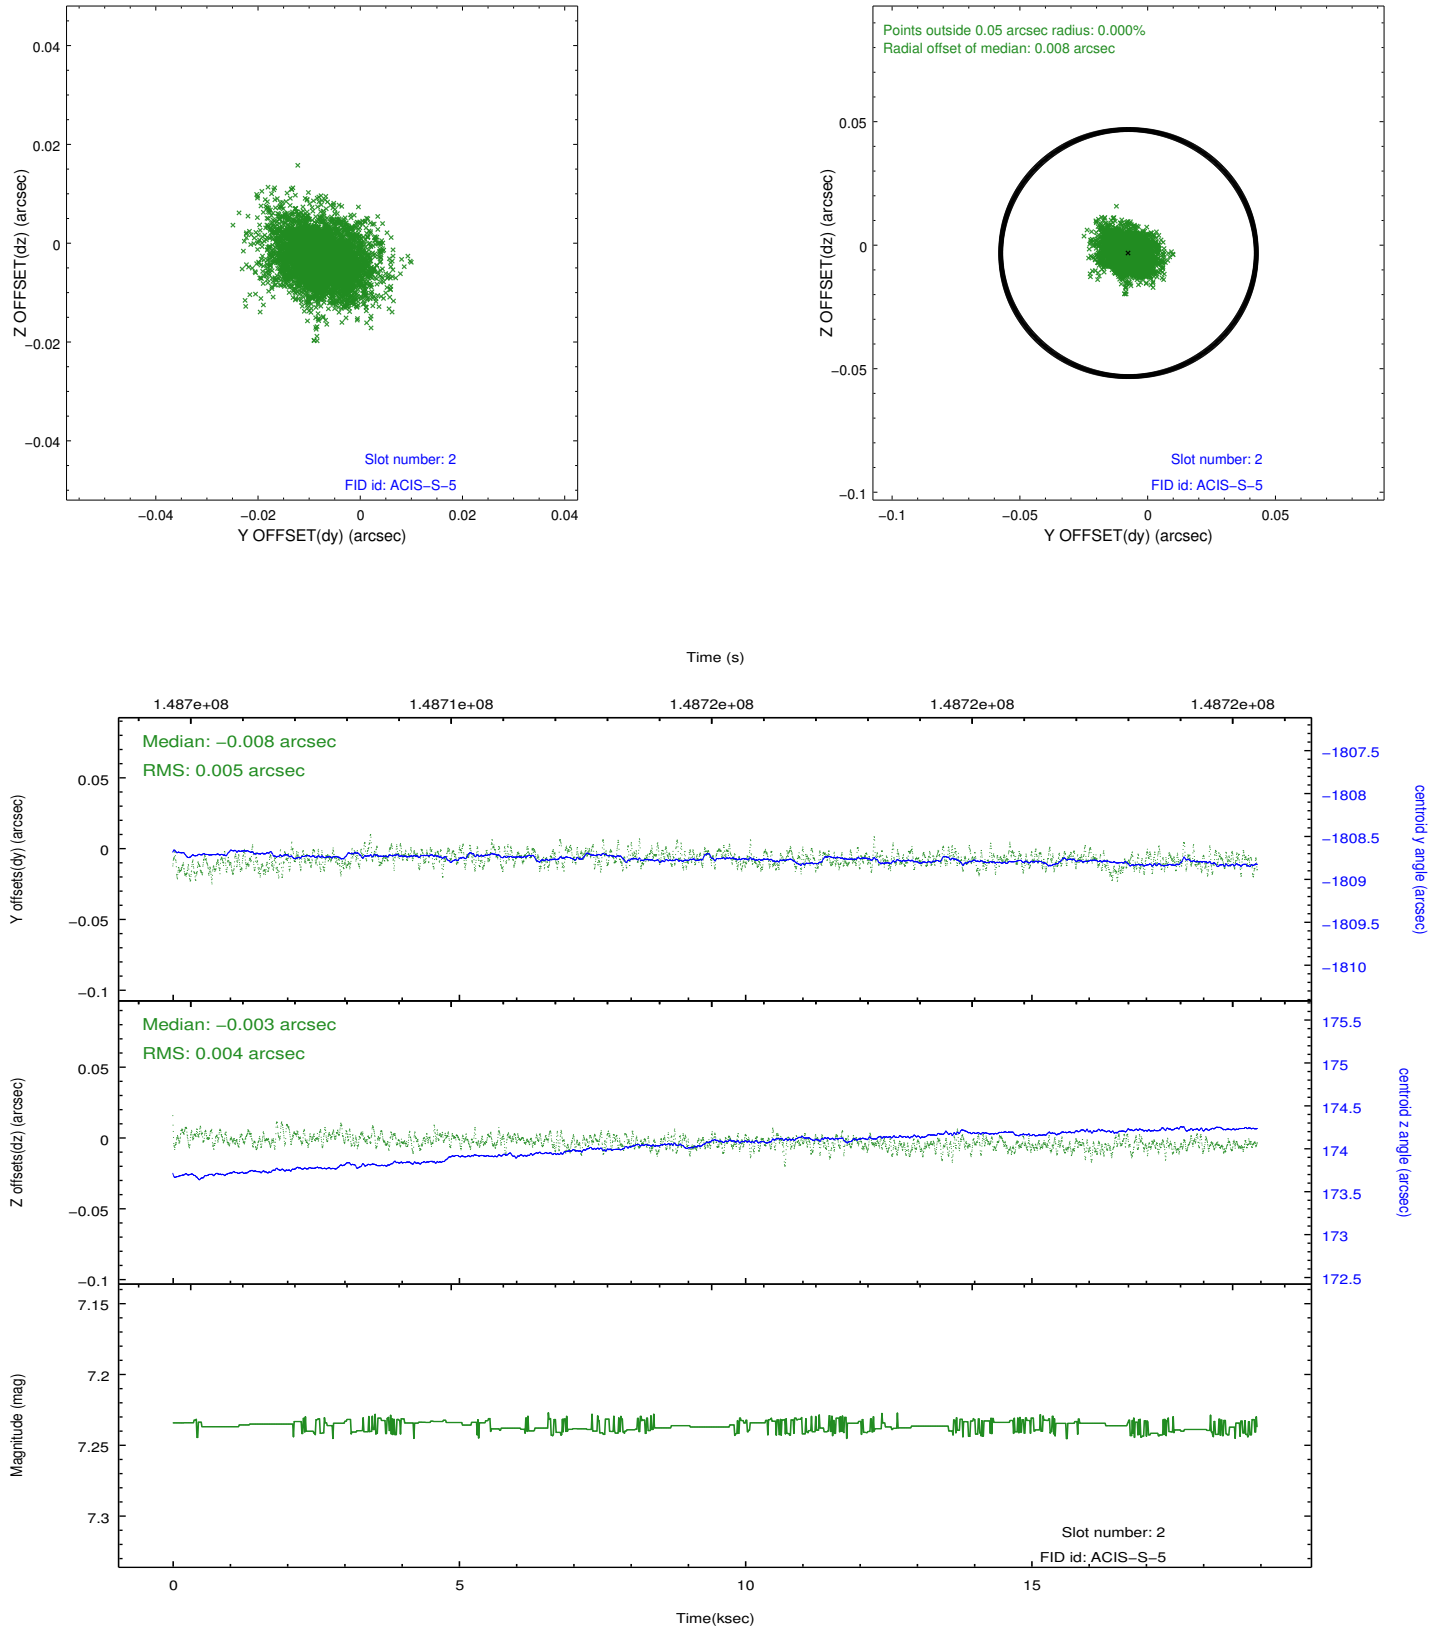 0.04
0.02
0
−0.02
−0.04
Z OFFSET(dz) (arcsec)
Slot number: 2
FID id: ACIS−S−5
−0.04
−0.02
0
0.02
0.04
Y OFFSET(dy) (arcsec)
Points outside 0.05 arcsec radius: 0.000%
Radial offset of median: 0.008 arcsec
0.05
0
−0.05
−0.1
Z OFFSET(dz) (arcsec)
Slot number: 2
FID id: ACIS−S−5
−0.1
−0.05
0
0.05
Y OFFSET(dy) (arcsec)
Time (s)
1.487e+08
1.4871e+08
1.4872e+08
1.4872e+08
1.4872e+08
Median: −0.008 arcsec
RMS: 0.005 arcsec
0.05
0
−0.05
−0.1
Y offsets(dy) (arcsec)
−1807.5
−1808
−1808.5
−1809
−1809.5
−1810
centroid y angle (arcsec)
Median: −0.003 arcsec
RMS: 0.004 arcsec
0.05
0
−0.05
−0.1
Z offsets(dz) (arcsec)
175.5
175
174.5
174
173.5
173
172.5
centroid z angle (arcsec)
7.15
7.2
7.25
7.3
Magnitude (mag)
Slot number: 2
FID id: ACIS−S−5
0
5
10
15
Time(ksec)